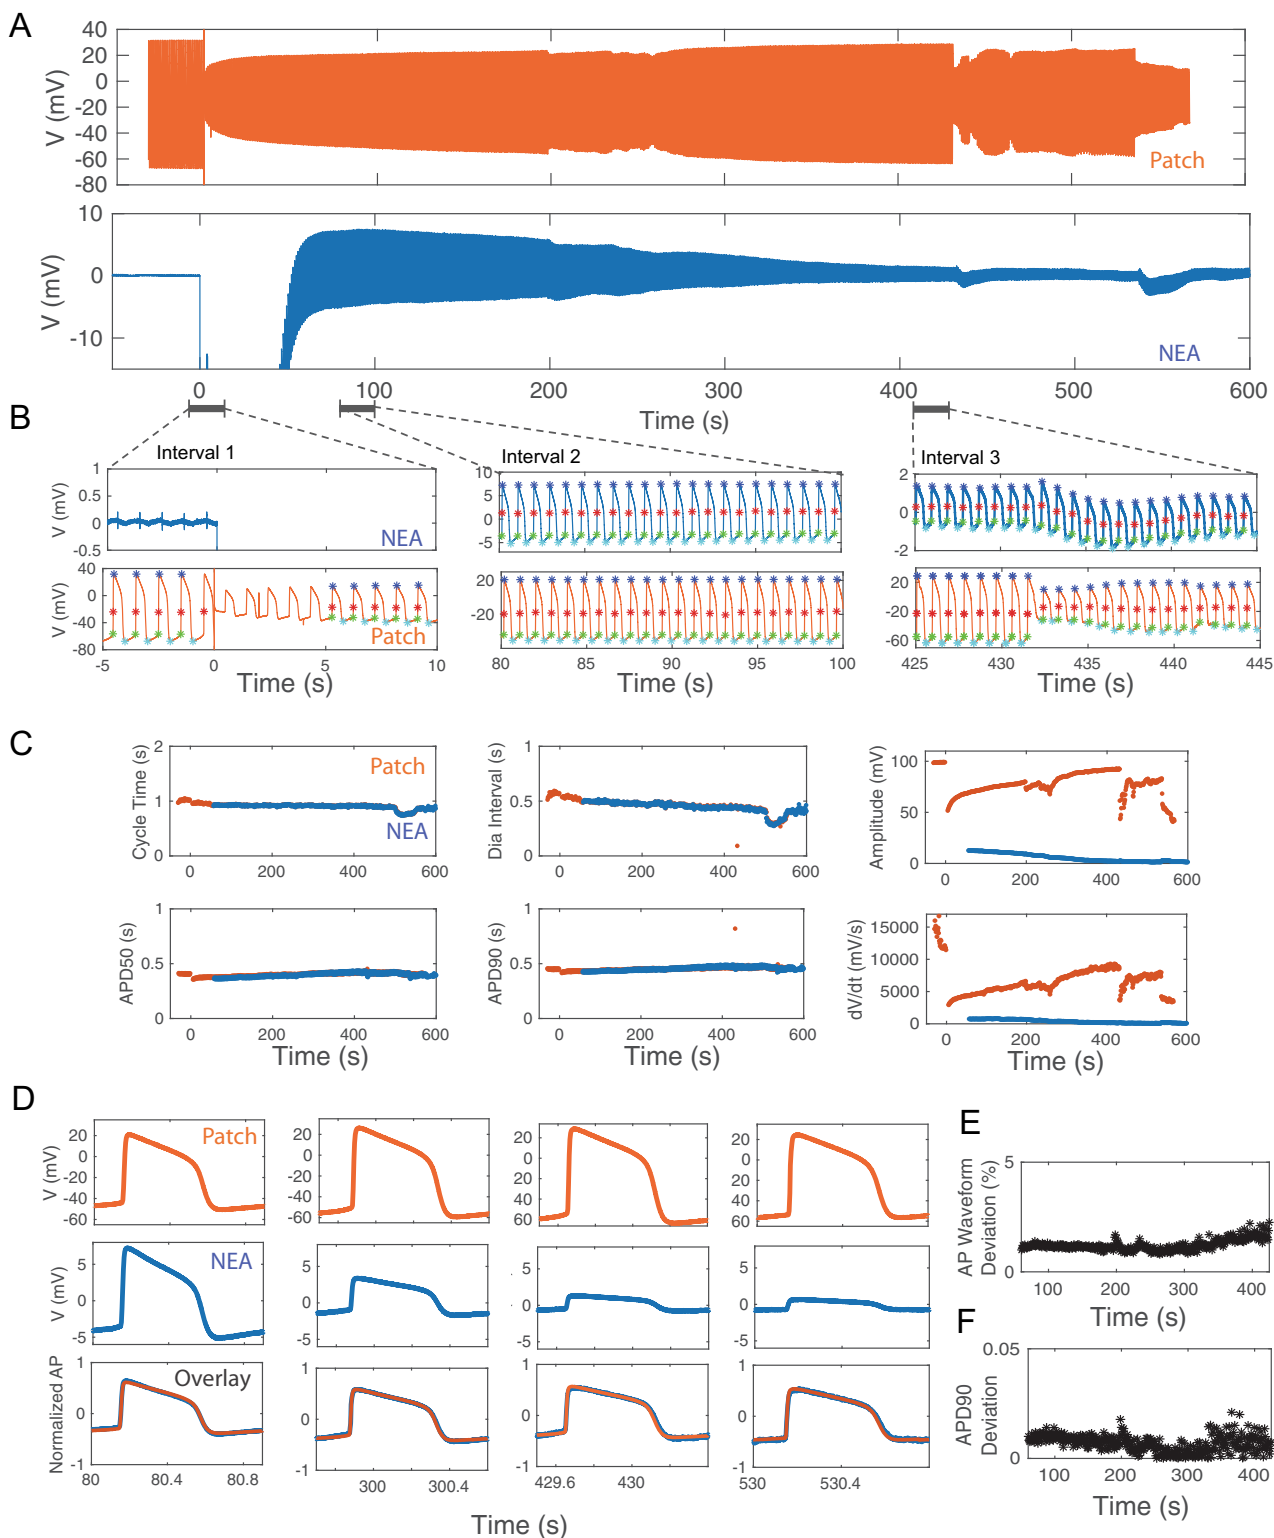 A
40
20
0
-20
-40
-60
-80
V (mV)
Patch
10
0
-10
V (mV)
NEA
0 100 200 300 400 500 600
Time (s)
B
Interval 1
1
0.5
0
-0.5
V (mV)
NEA
40
0
-40
-80
V (mV)
Patch
-5 0 5 10
Time (s)
Interval 2
10
5
0
-5
20
-20
-60
80 85 90 95 100
Time (s)
Interval 3
2
0
-2
20
-20
-60
425 430 435 440 445
Time (s)
C
2
1
0
Cycle Time (s)
Patch
NEA
0 200 400 600
1
0.5
0
Dia Interval (s)
0 200 400 600
100
50
0
Amplitude (mV)
0 200 400 600
1
0.5
0
APD50 (s)
0 200 400 600
Time (s)
1
0.5
0
APD90 (s)
0 200 400 600
Time (s)
15000
10000
5000
0
dV/dt (mV/s)
0 200 400 600
Time (s)
D
20
0
-20
-40
-60
V (mV)
Patch
20
0
-20
-40
-60
20
0
20
40
60
20
0
20
40
60
5
0
-5
V (mV)
NEA
5
0
-5
5
0
-5
5
0
-5
1
0
-1
Normalized AP
Overlay
80 80.4 80.8
1
0
-1
300 300.4
1
0
-1
429.6 430
1
0
-1
530 530.4
Time (s)
E
5
0
AP Waveform
Deviation (%)
100 200 300 400
Time (s)
F
0.05
0
APD90
Deviation
100 200 300 400
Time (s)